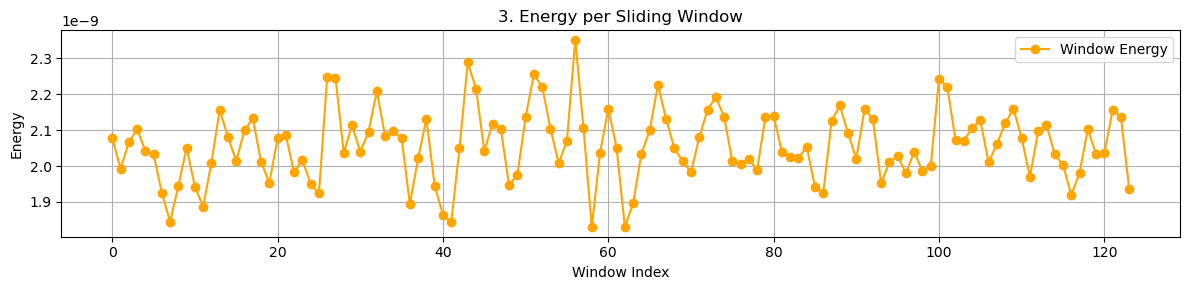 3. Energy per Sliding Window
1e−9
Window Energy
Energy
2.3
2.2
2.1
2.0
1.9
0 20 40 60 80 100 120
Window Index